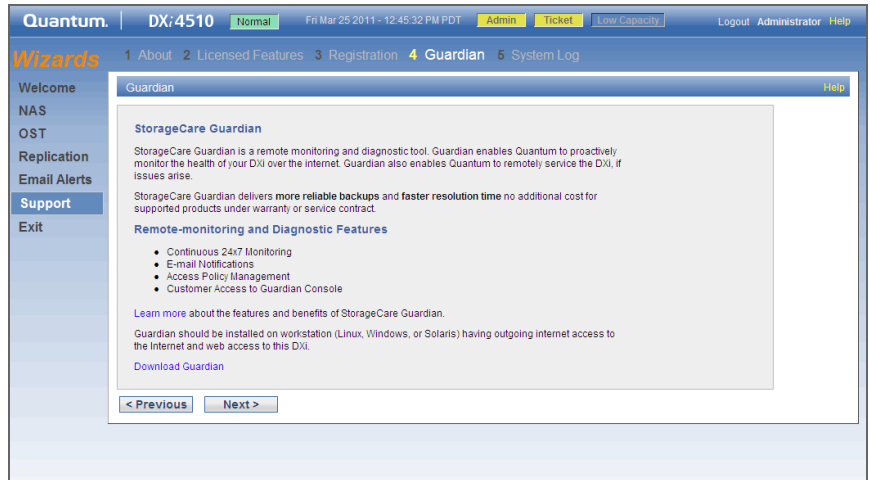 Quantum. DXi4510 Normal Fri Mar 25 2011 - 12:45:32 PM PDT Admin Ticket Low Capacity Logout Administrator Help
Wizards 1 About 2 Licensed Features 3 Registration 4 Guardian 5 System Log
Welcome
NAS
OST
Replication
Email Alerts
Support
Exit
Guardian Help
StorageCare Guardian
StorageCare Guardian is a remote monitoring and diagnostic tool. Guardian enables Quantum to proactively
monitor the health of your DXi over the internet. Guardian also enables Quantum to remotely service the DXi, if
issues arise.
StorageCare Guardian delivers more reliable backups and faster resolution time no additional cost for
supported products under warranty or service contract.
Remote-monitoring and Diagnostic Features
• Continuous 24x7 Monitoring
• E-mail Notifications
• Access Policy Management
• Customer Access to Guardian Console
Learn more about the features and benefits of StorageCare Guardian.
Guardian should be installed on workstation (Linux, Windows, or Solaris) having outgoing internet access to
the Internet and web access to this DXi.
Download Guardian
< Previous Next >